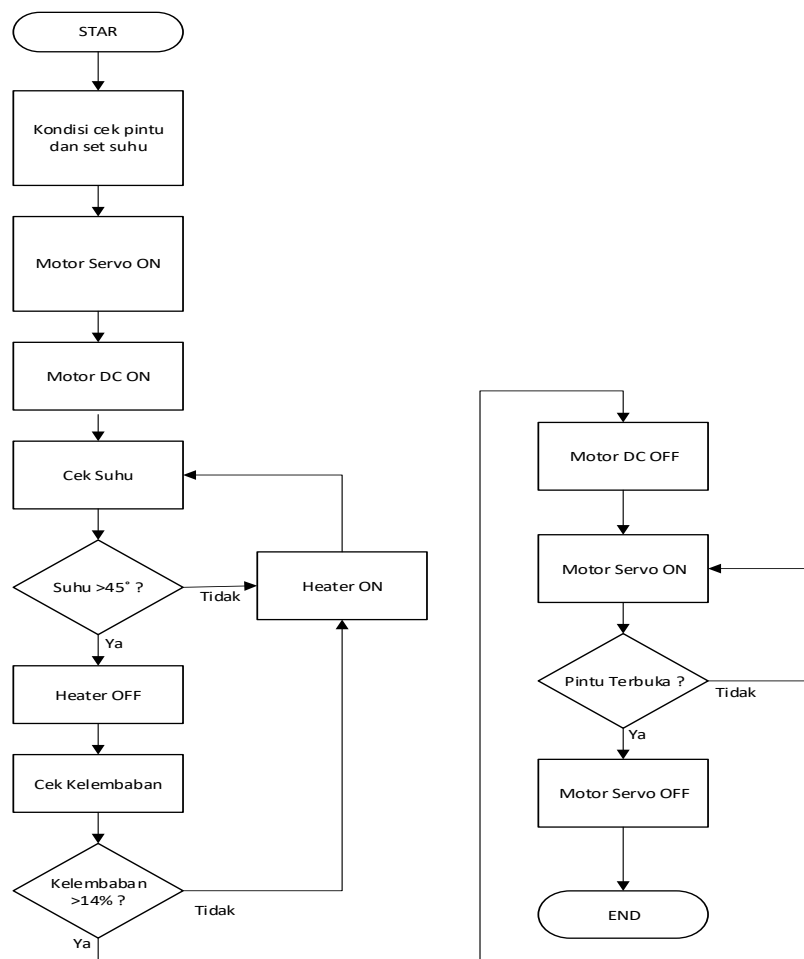 STAR
Kondisi cek pintu
dan set suhu
Motor Servo ON
Motor DC ON
Cek Suhu
Suhu >45° ?
Tidak
Heater ON
Ya
Heater OFF
Cek Kelembaban
Kelembaban
>14% ?
Tidak
Ya
Motor DC OFF
Motor Servo ON
Pintu Terbuka ?
Tidak
Ya
Motor Servo OFF
END